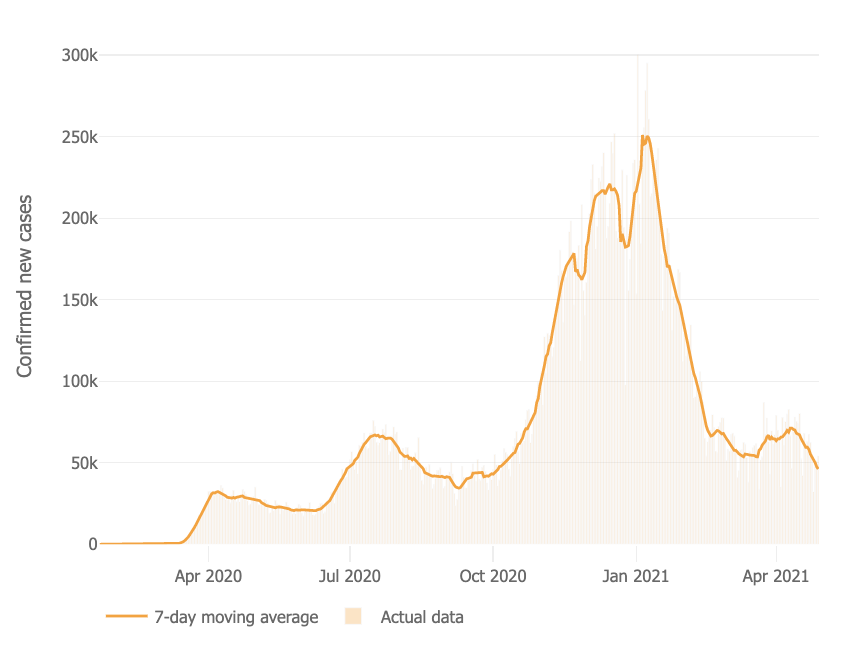 300k
250k
200k
150k
100k
50k
0
Confirmed new cases
Apr 2020 Jul 2020 Oct 2020 Jan 2021 Apr 2021
7-day moving average Actual data